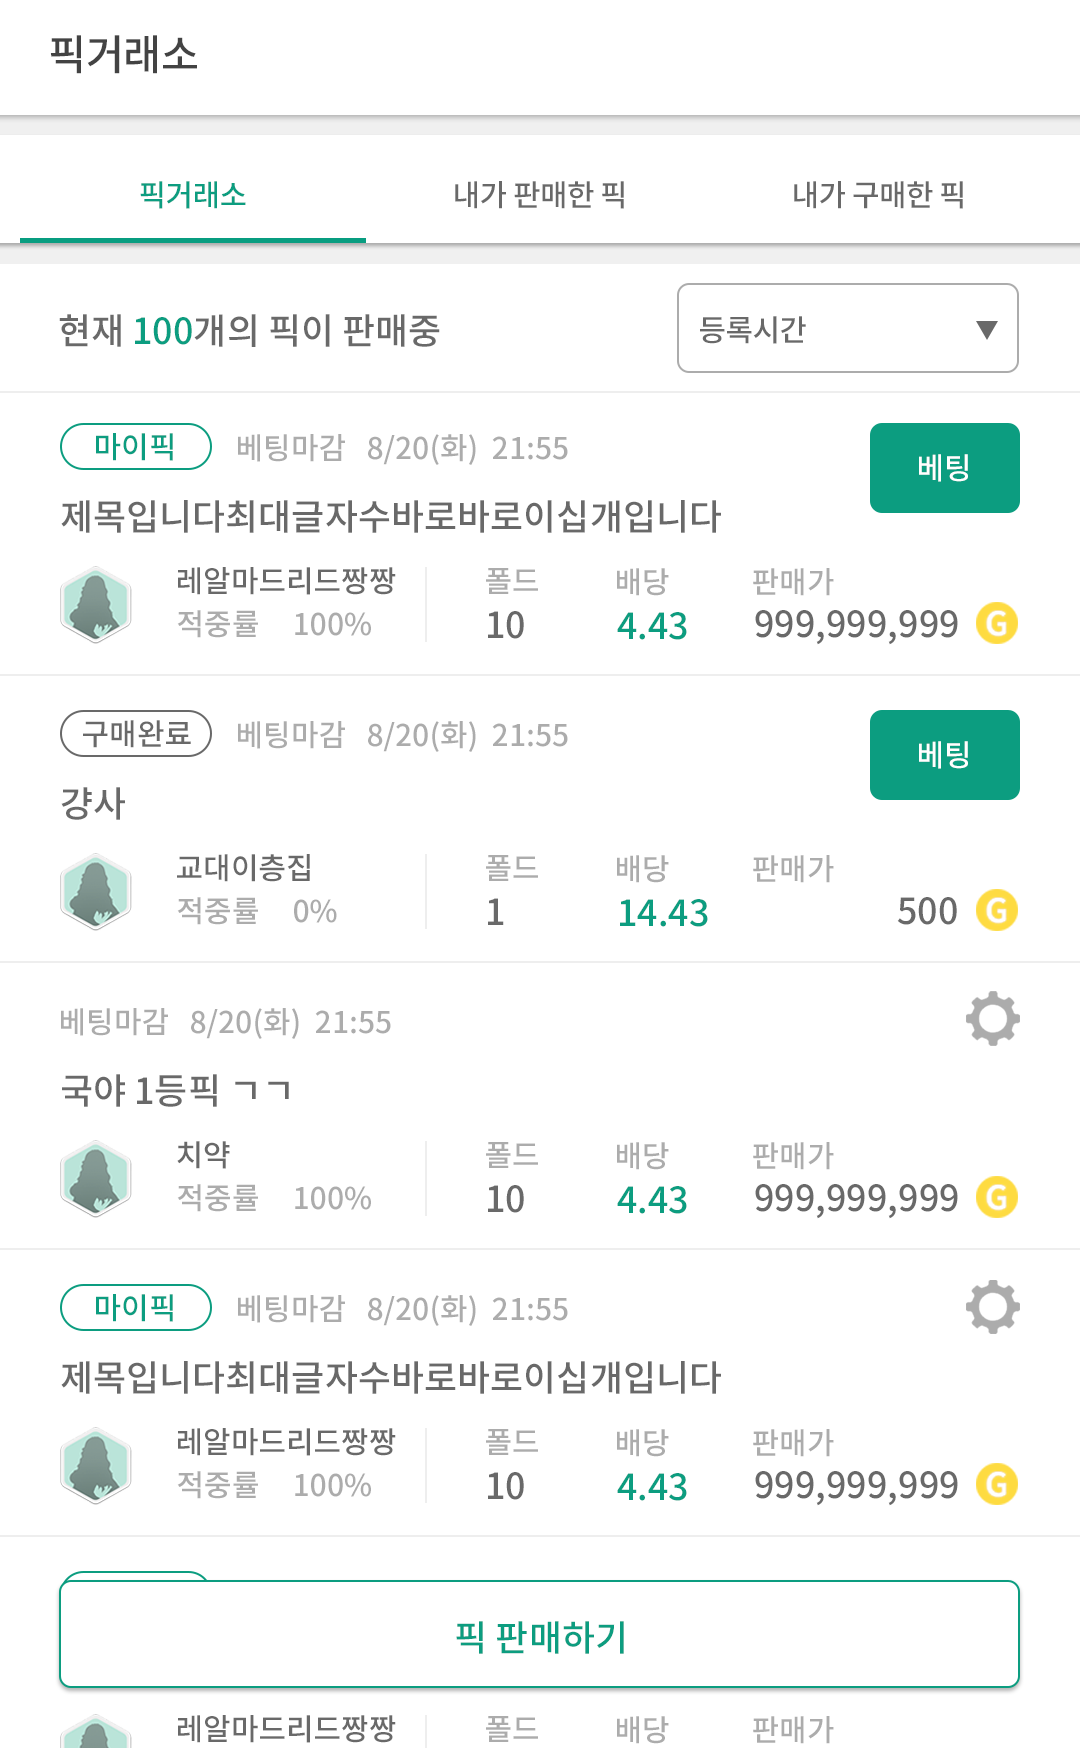 픽거래소
픽거래소 내가 판매한 픽 내가 구매한 픽
현재 100개의 픽이 판매중 등록시간 ▼
마이픽 베팅마감 8/20(화) 21:55 베팅
제목입니다최대글자수바로바로이십개입니다
레알마드리드짱짱 폴드 배당 판매가
적중률 100% 10 4.43 999,999,999 G
구매완료 베팅마감 8/20(화) 21:55 베팅
걍사
교대이층집 폴드 배당 판매가
적중률 0% 1 14.43 500 G
베팅마감 8/20(화) 21:55
국야 1등픽 ㄱㄱ
치약 폴드 배당 판매가
적중률 100% 10 4.43 999,999,999 G
마이픽 베팅마감 8/20(화) 21:55
제목입니다최대글자수바로바로이십개입니다
레알마드리드짱짱 폴드 배당 판매가
적중률 100% 10 4.43 999,999,999 G
픽 판매하기
레알마드리드짱짱 폴드 배당 판매가